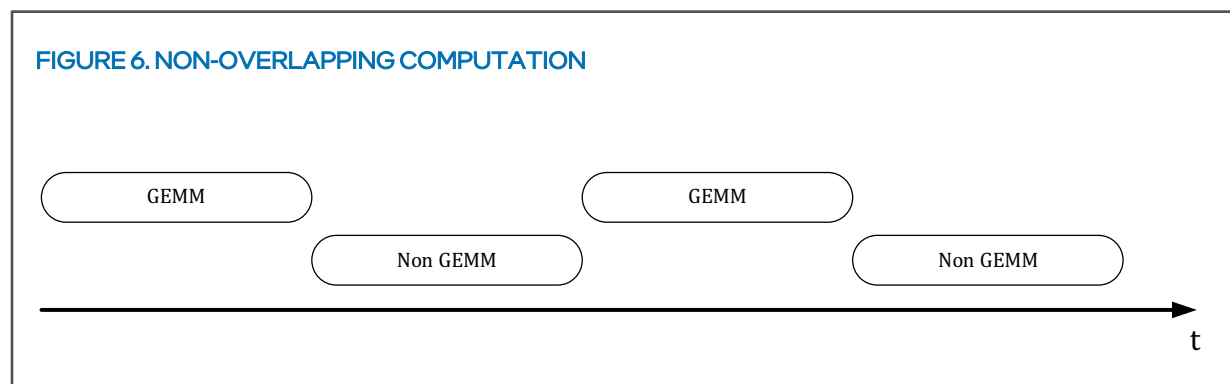 FIGURE 6. NON-OVERLAPPING COMPUTATION
GEMM
GEMM
Non GEMM
Non GEMM
t